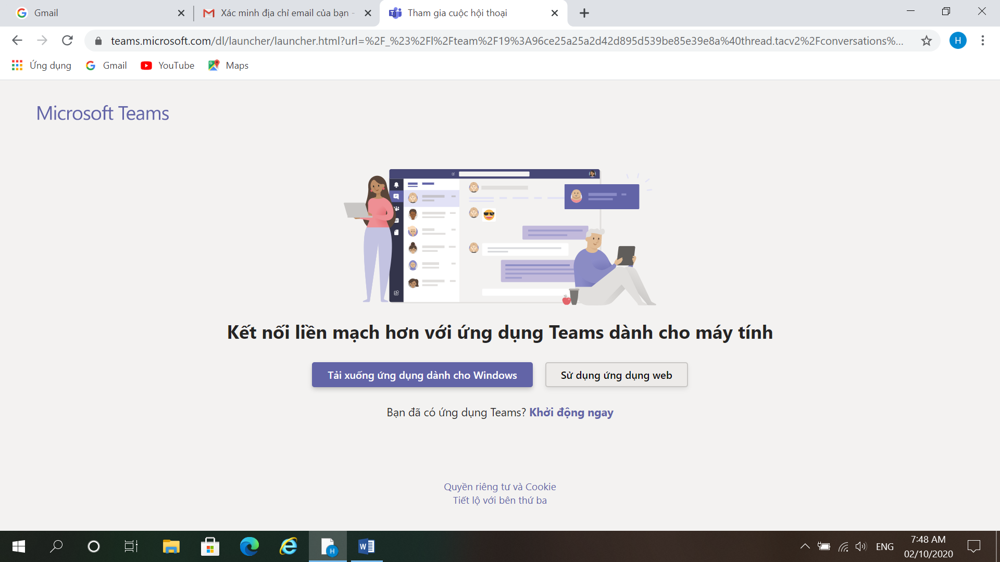 Gmail
Xác minh địa chỉ email của bạn -
Tham gia cuộc hội thoại
teams.microsoft.com/dl/launcher/launcher.html?url=%2F_%23%2Fl%2Fteam%2F19%3A96ce25a25a2d42d895d539be85e39e8a%40thread.tacv2%2Fconversations%...
H
Ứng dụng
Gmail
YouTube
Maps
Microsoft Teams
Kết nối liền mạch hơn với ứng dụng Teams dành cho máy tính
Tải xuống ứng dụng dành cho Windows
Sử dụng ứng dụng web
Bạn đã có ứng dụng Teams? Khởi động ngay
Quyền riêng tư và Cookie
Tiết lộ với bên thứ ba
H
W
ENG
7:48 AM
02/10/2020